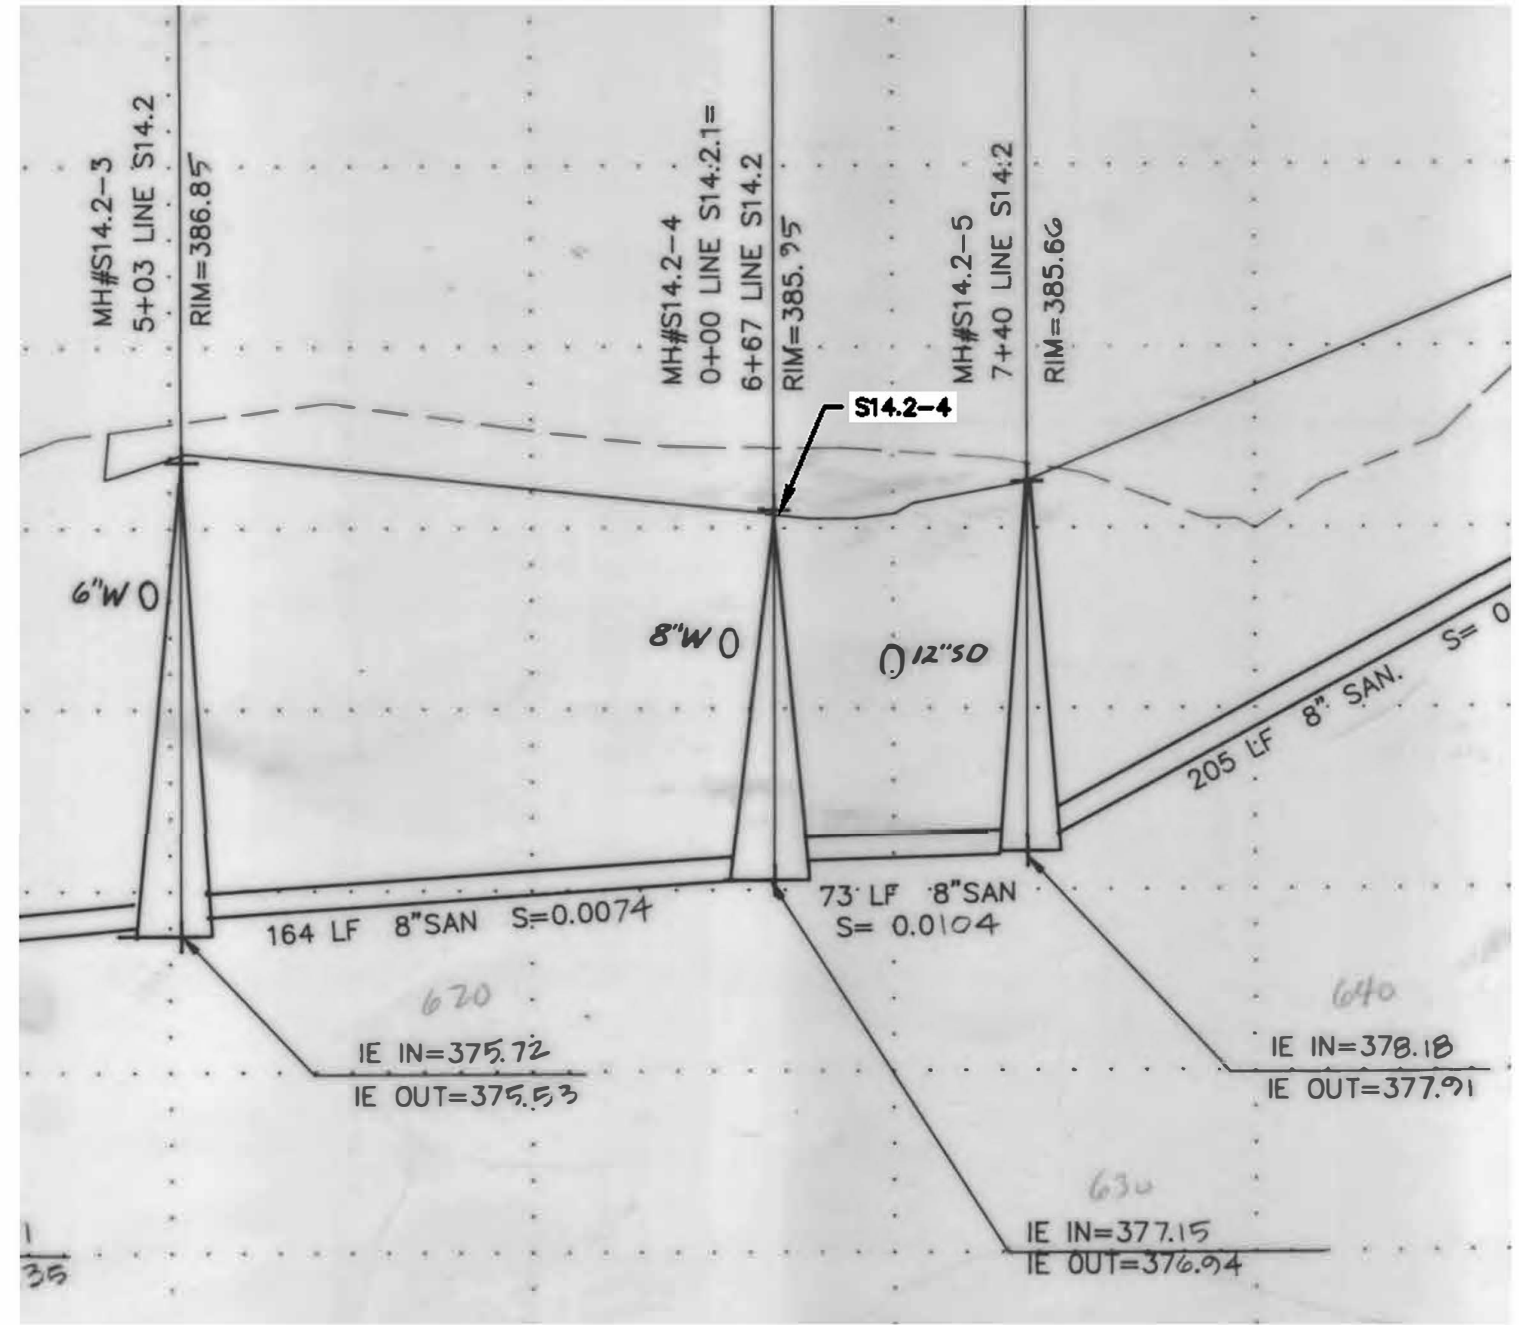 MH#S14.2-3
5+03 LINE S14.2
RIM=386.85
MH#S14.2-4
0+00 LINE S14:2.1=
6+67 LINE S14.2
RIM=385.95
MH#S14.2-5
7+40 LINE S14:2
RIM=385.66
S14.2-4
6"W
8"W
12"SD
S= 0
205 LF 8" SAN.
164 LF 8"SAN S=0.0074
73 LF 8"SAN
S= 0.0104
620
IE IN=375.72
IE OUT=375.53
640
IE IN=378.18
IE OUT=377.91
630
IE IN=377.15
IE OUT=376.94
1
35